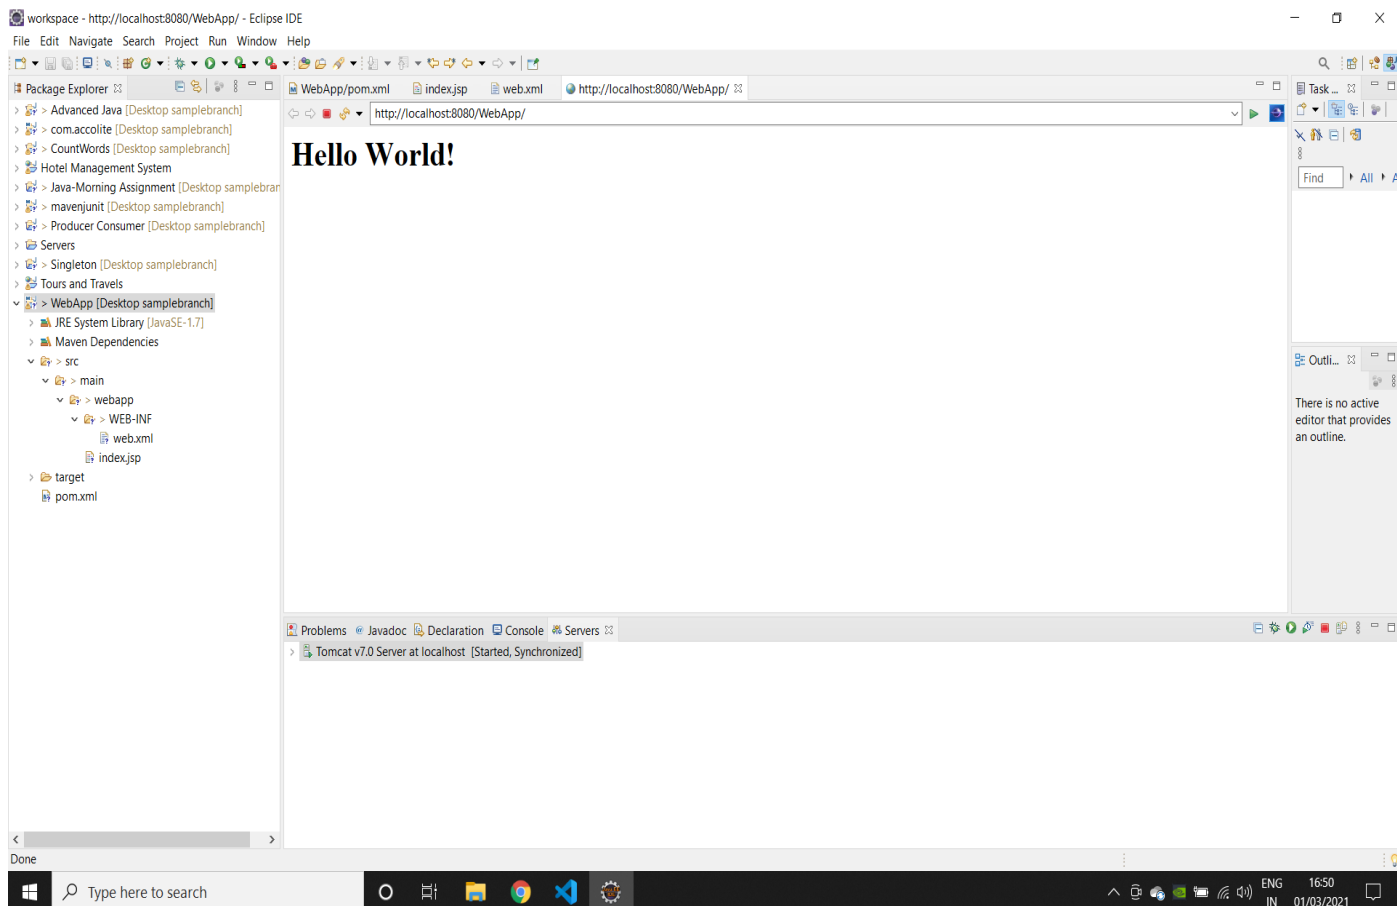 workspace - http://localhost:8080/WebApp/ - Eclipse IDE
File Edit Navigate Search Project Run Window Help
Package Explorer
> Advanced Java [Desktop samplebranch]
> com.accolite [Desktop samplebranch]
> CountWords [Desktop samplebranch]
Hotel Management System
> Java-Morning Assignment [Desktop samplebran
> mavenjunit [Desktop samplebranch]
> Producer Consumer [Desktop samplebranch]
Servers
> Singleton [Desktop samplebranch]
Tours and Travels
> WebApp [Desktop samplebranch]
JRE System Library [JavaSE-1.7]
Maven Dependencies
> src
> main
> webapp
> WEB-INF
web.xml
index.jsp
target
pom.xml
WebApp/pom.xml index.jsp web.xml http://localhost:8080/WebApp/
http://localhost:8080/WebApp/
Hello World!
Task ...
Find All A
Outli...
There is no active
editor that provides
an outline.
Problems Javadoc Declaration Console Servers
Tomcat v7.0 Server at localhost [Started, Synchronized]
Done
Type here to search
ENG
IN
16:50
01/03/2021